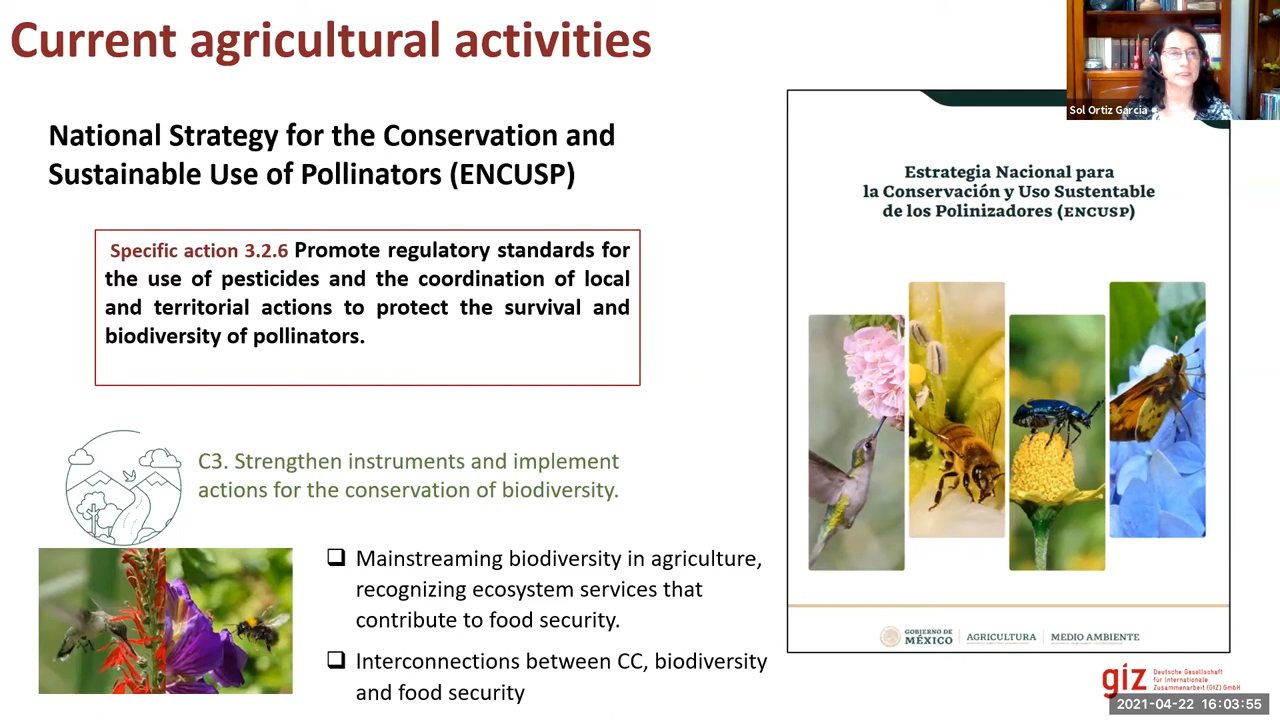 Current agricultural activities
Sol Ortiz García
National Strategy for the Conservation and
Sustainable Use of Pollinators (ENCUSP)
Specific action 3.2.6 Promote regulatory standards for
the use of pesticides and the coordination of local
and territorial actions to protect the survival and
biodiversity of pollinators.
C3. Strengthen instruments and implement
actions for the conservation of biodiversity.
Mainstreaming biodiversity in agriculture,
recognizing ecosystem services that
contribute to food security.
Interconnections between CC, biodiversity
and food security
Estrategia Nacional para
la Conservación y Uso Sustentable
de los Polinizadores (ENCUSP)
GOBIERNO DE
MÉXICO
AGRICULTURA
MEDIO AMBIENTE
giz
Deutsche Gesellschaft
für Internationale
Zusammenarbeit (GIZ) GmbH
2021-04-22 16:03:55